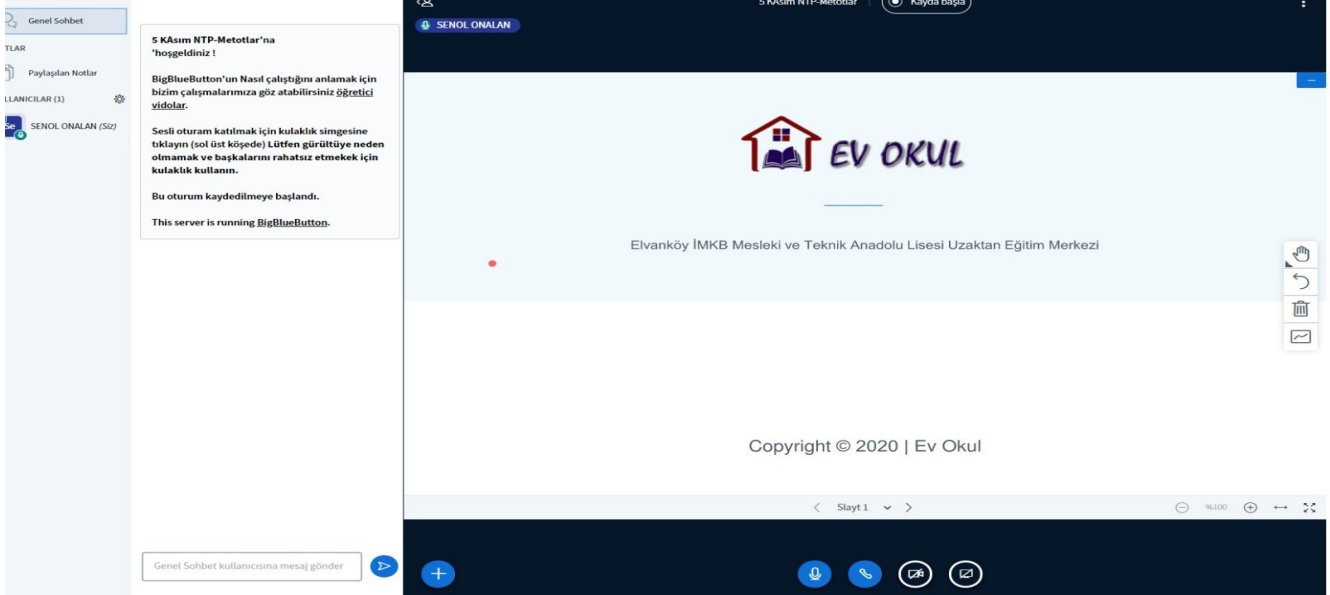 Genel Sohbet
TLAR
Paylaşılan Notlar
LLANICILAR (1)
Se
SENOL ONALAN (Siz)
5 KAsım NTP-Metotlar'na
'hoşgeldiniz !
BigBlueButton'un Nasıl çalıştığını anlamak için
bizim çalışmalarımıza göz atabilirsiniz öğretici
vidolar.
Sesli oturam katılmak için kulaklık simgesine
tıklayın (sol üst köşede) Lütfen gürültüye neden
olmamak ve başkalarını rahatsız etmekek için
kulaklık kullanın.
Bu oturum kaydedilmeye başlandı.
This server is running BigBlueButton.
Genel Sohbet kullanıcısına mesaj gönder
5 KAsım NTP-Metotlar
Kayda başla
SENOL ONALAN
EV OKUL
Elvanköy İMKB Mesleki ve Teknik Anadolu Lisesi Uzaktan Eğitim Merkezi
Copyright © 2020 | Ev Okul
Slayt 1
%100